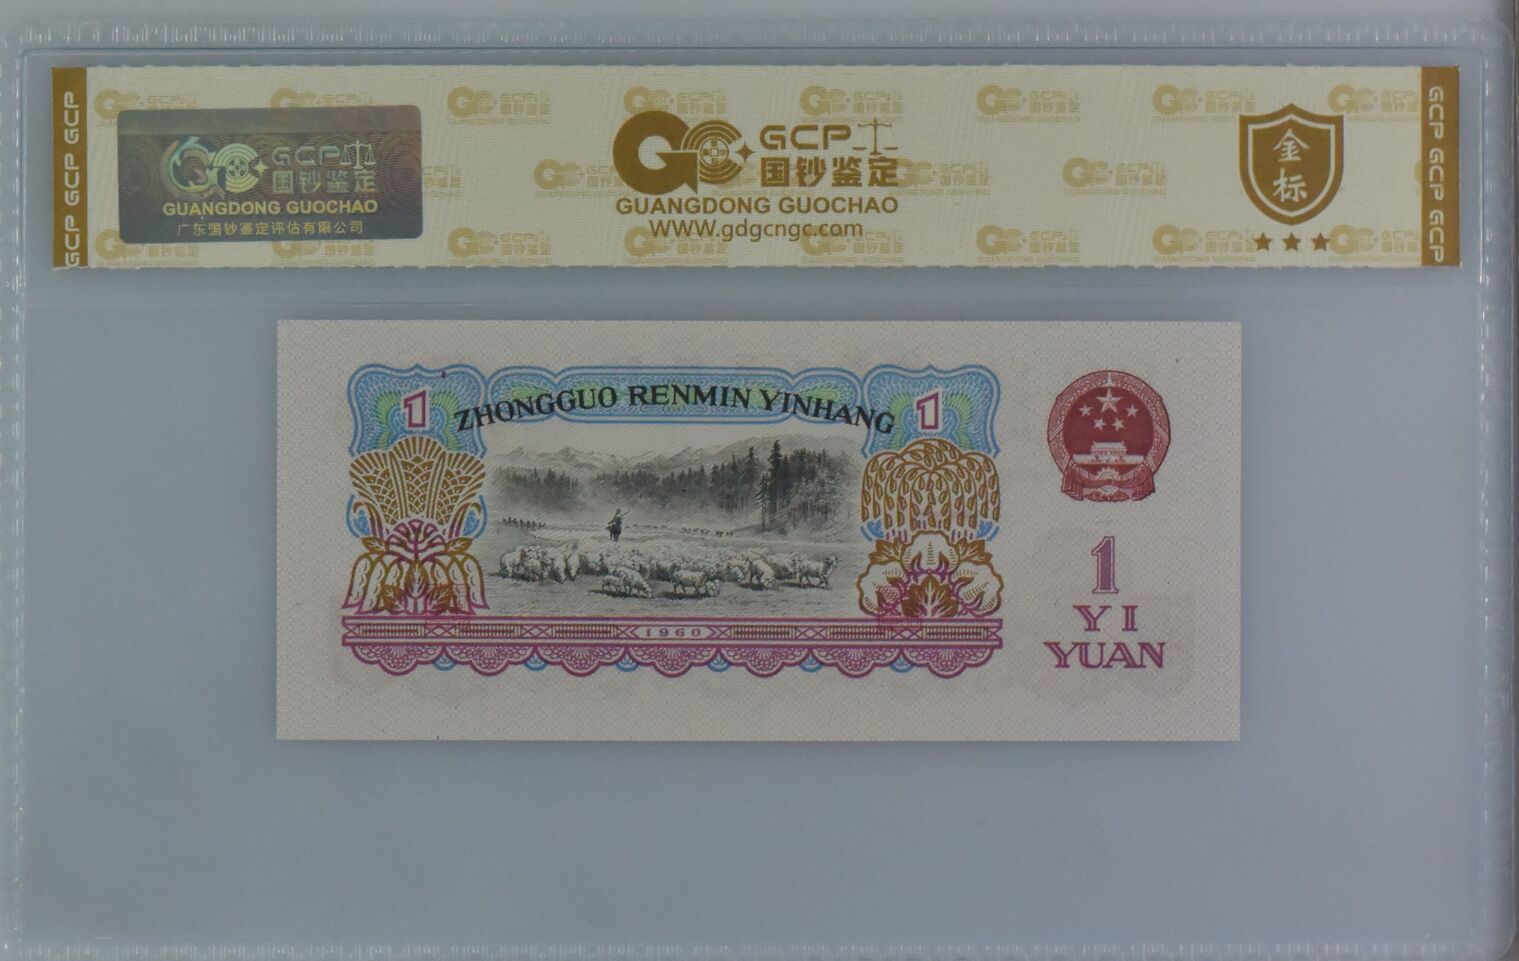 GCP GCP GCP
GCP
国钞鉴定
GUANGDONG GUOCHAO
广东国钞鉴定评估有限公司
GCP
国钞鉴定
GUANGDONG GUOCHAO
WWW.gdgcngc.com
金
标
GCP GCP GCP
1
ZHONGGUO RENMIN YINHANG
1
1960
1
YI
YUAN